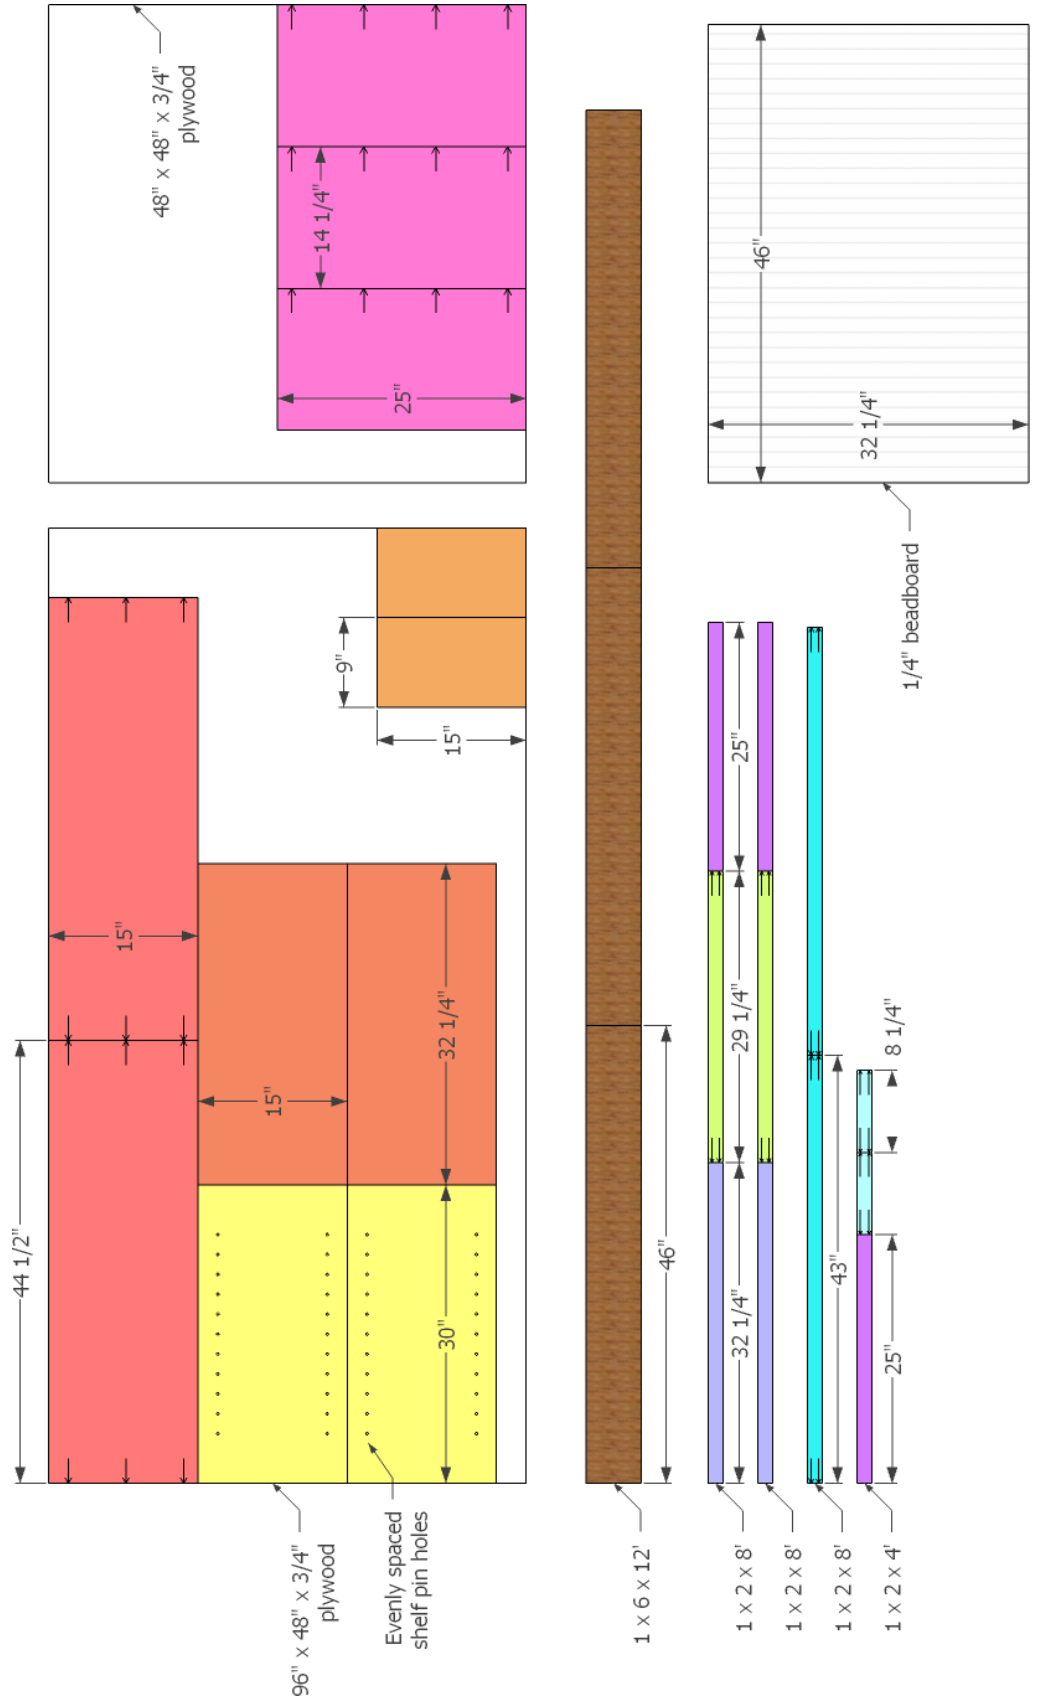 48" x 48" x 3/4"
plywood
14 1/4"
25"
46"
32 1/4"
1/4" beadboard
9"
15"
15"
44 1/2"
15"
32 1/4"
30"
96" x 48" x 3/4"
plywood
Evenly spaced
shelf pin holes
46"
1 x 6 x 12'
25"
29 1/4"
32 1/4"
8 1/4"
43"
25"
1 x 2 x 8'
1 x 2 x 8'
1 x 2 x 8'
1 x 2 x 4'